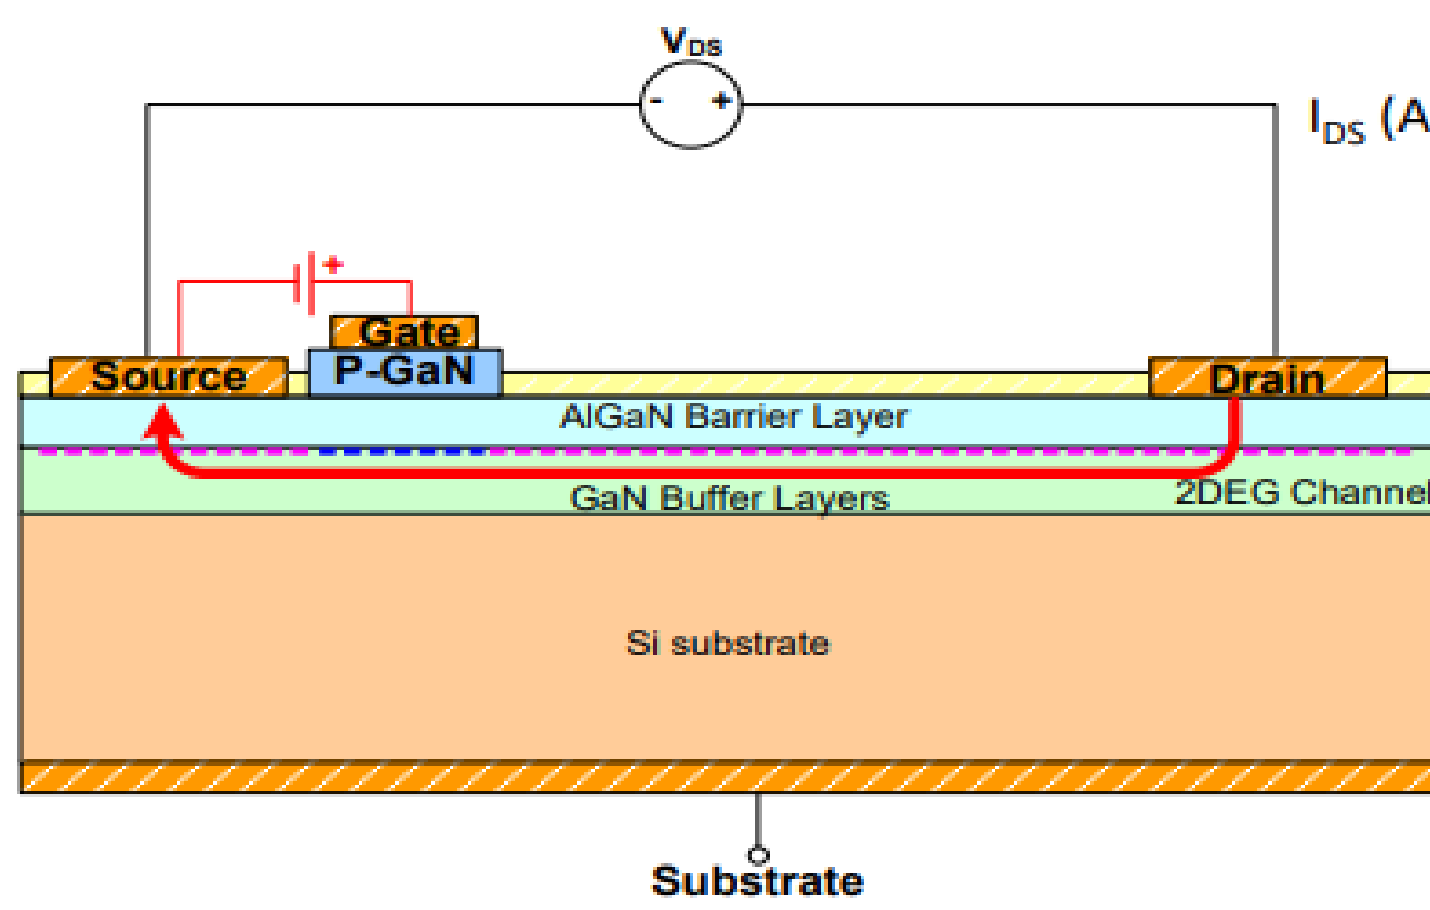 VDS
- +
IDS (A
+
Gate
P-GaN
Source
Drain
AlGaN Barrier Layer
2DEG Channel
GaN Buffer Layers
Si substrate
Substrate